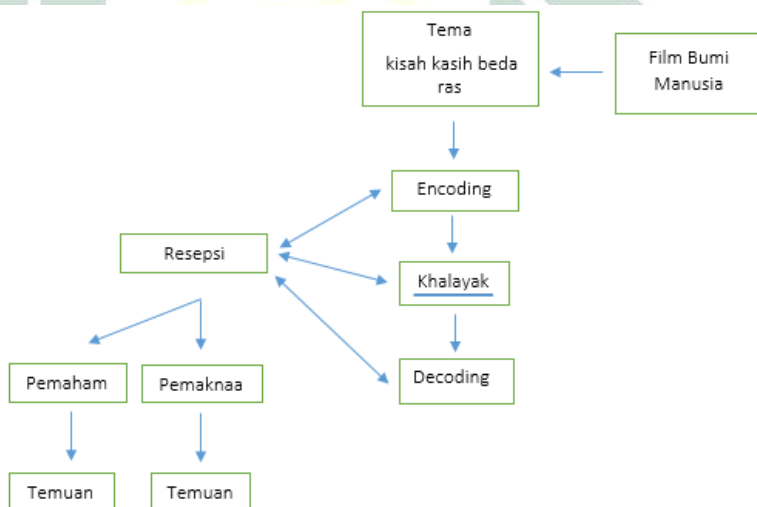 Tema
kisah kasih beda
ras
Film Bumi
Manusia
Encoding
Resepsi
Khalayak
Decoding
Pemaham
Pemaknaa
Temuan
Temuan